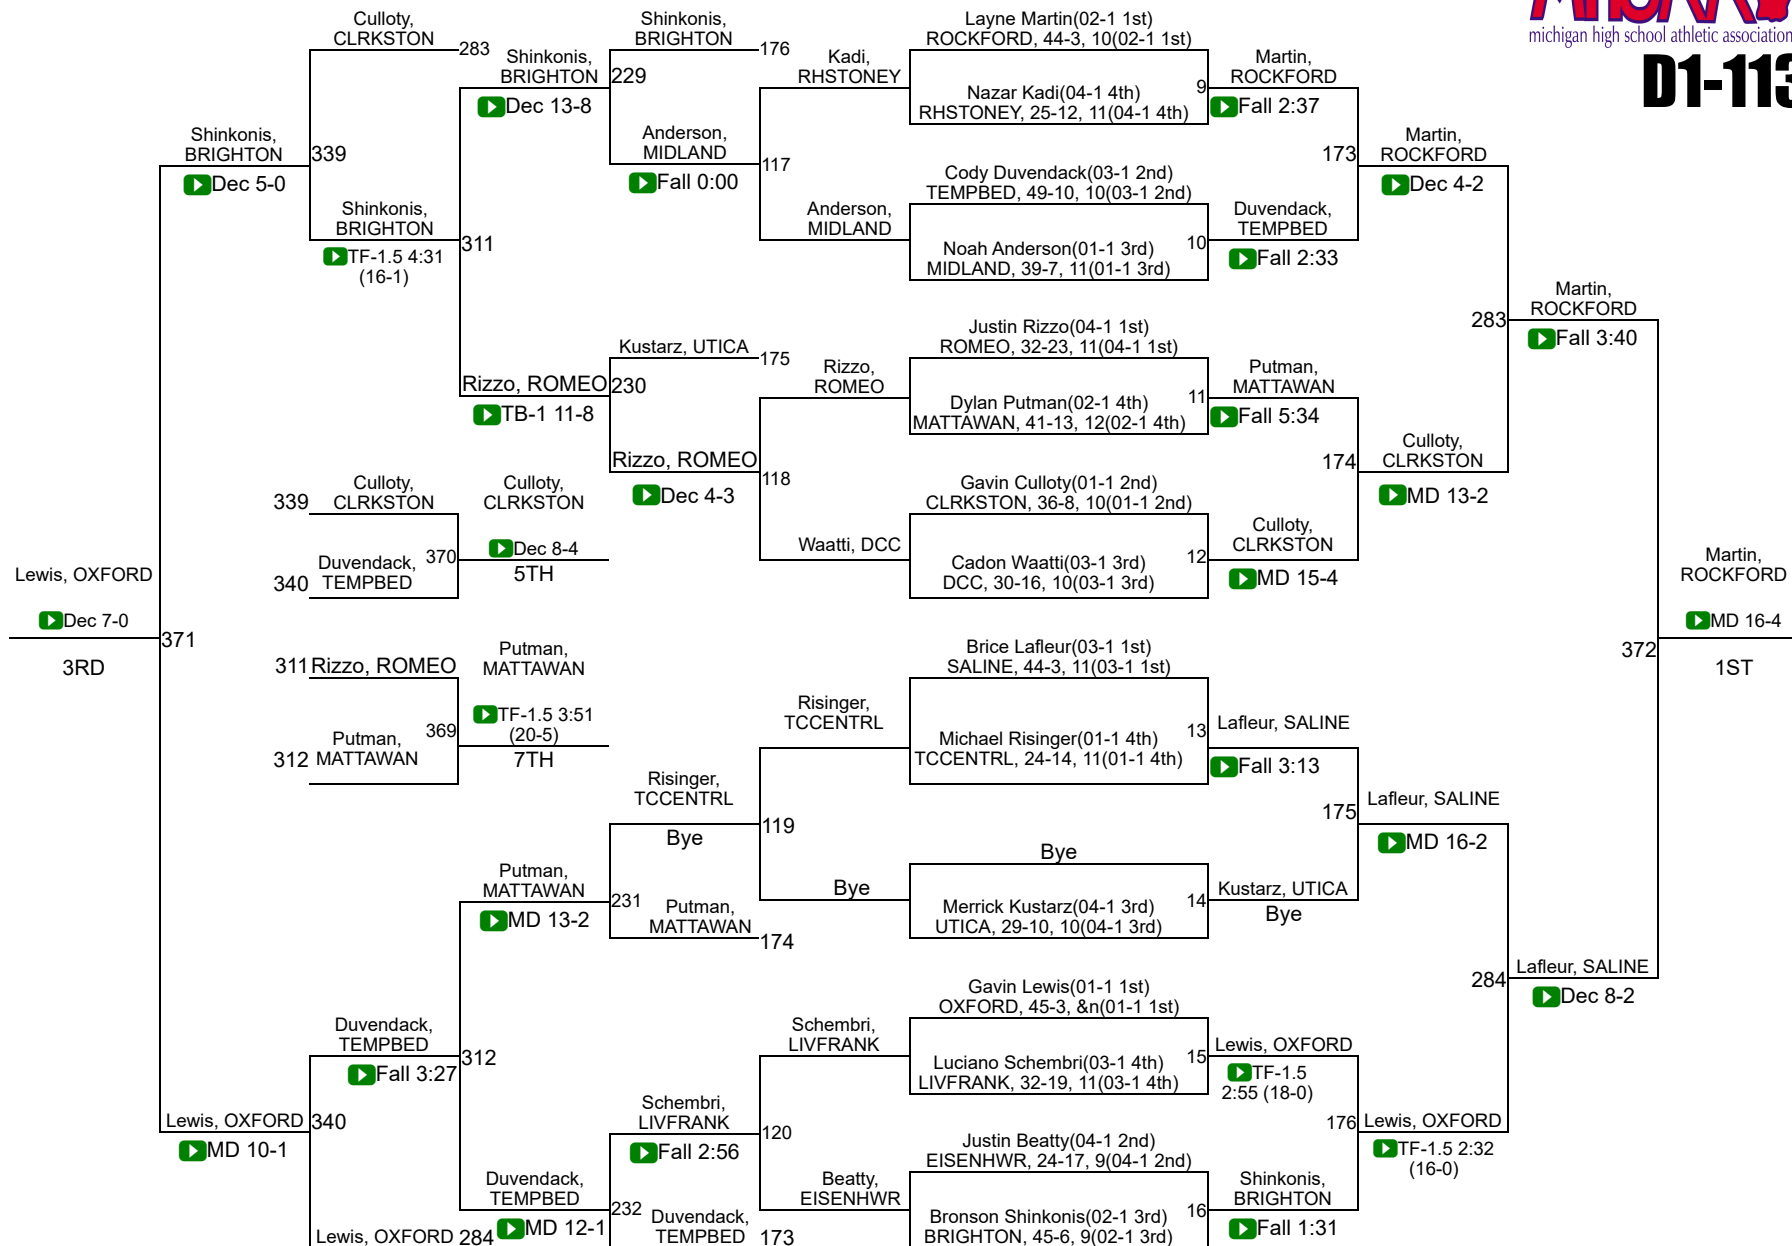 michigan high school athletic association
D1-113
Culloty,
CLRKSTON
283
Shinkonis,
BRIGHTON
Dec 13-8
Shinkonis,
BRIGHTON
176
229
Anderson,
MIDLAND
Fall 0:00
Kadi,
RHSTONEY
117
Anderson,
MIDLAND
Layne Martin(02-1 1st)
ROCKFORD, 44-3, 10(02-1 1st)
Nazar Kadi(04-1 4th)
RHSTONEY, 25-12, 11(04-1 4th)
9
Martin,
ROCKFORD
Fall 2:37
Cody Duvendack(03-1 2nd)
TEMPBED, 49-10, 10(03-1 2nd)
Noah Anderson(01-1 3rd)
MIDLAND, 39-7, 11(01-1 3rd)
10
Duvendack,
TEMPBED
Fall 2:33
173
Martin,
ROCKFORD
Dec 4-2
Shinkonis,
BRIGHTON
Dec 5-0
339
Shinkonis,
BRIGHTON
TF-1.5 4:31
(16-1)
311
Rizzo, ROMEO
TB-1 11-8
Kustarz, UTICA
175
230
Rizzo, ROMEO
Dec 4-3
Rizzo,
ROMEO
118
Waatti, DCC
Justin Rizzo(04-1 1st)
ROMEO, 32-23, 11(04-1 1st)
Dylan Putman(02-1 4th)
MATTAWAN, 41-13, 12(02-1 4th)
11
Putman,
MATTAWAN
Fall 5:34
Gavin Culloty(01-1 2nd)
CLRKSTON, 36-8, 10(01-1 2nd)
Cadon Waatti(03-1 3rd)
DCC, 30-16, 10(03-1 3rd)
12
Culloty,
CLRKSTON
MD 15-4
174
Culloty,
CLRKSTON
MD 13-2
283
Martin,
ROCKFORD
Fall 3:40
339
Culloty,
CLRKSTON
340
Duvendack,
TEMPBED
370
Culloty,
CLRKSTON
Dec 8-4
5TH
Lewis, OXFORD
Dec 7-0
3RD
371
311
Rizzo, ROMEO
312
Putman,
MATTAWAN
369
Putman,
MATTAWAN
TF-1.5 3:51
(20-5)
7TH
372
Martin,
ROCKFORD
MD 16-4
1ST
Risinger,
TCCENTRL
Bye
Risinger,
TCCENTRL
119
Bye
Brice Lafleur(03-1 1st)
SALINE, 44-3, 11(03-1 1st)
Michael Risinger(01-1 4th)
TCCENTRL, 24-14, 11(01-1 4th)
13
Lafleur, SALINE
Fall 3:13
Bye
Merrick Kustarz(04-1 3rd)
UTICA, 29-10, 10(04-1 3rd)
14
Kustarz, UTICA
Bye
175
Lafleur, SALINE
MD 16-2
Putman,
MATTAWAN
MD 13-2
231
Putman,
MATTAWAN
174
284
Lafleur, SALINE
Dec 8-2
Duvendack,
TEMPBED
Fall 3:27
312
Lewis, OXFORD
MD 10-1
340
Lewis, OXFORD
284
Duvendack,
TEMPBED
MD 12-1
232
Schembri,
LIVFRANK
Fall 2:56
Duvendack,
TEMPBED
173
Schembri,
LIVFRANK
120
Beatty,
EISENHWR
Gavin Lewis(01-1 1st)
OXFORD, 45-3, &n(01-1 1st)
Luciano Schembri(03-1 4th)
LIVFRANK, 32-19, 11(03-1 4th)
15
Lewis, OXFORD
TF-1.5
2:55 (18-0)
Justin Beatty(04-1 2nd)
EISENHWR, 24-17, 9(04-1 2nd)
Bronson Shinkonis(02-1 3rd)
BRIGHTON, 45-6, 9(02-1 3rd)
16
Shinkonis,
BRIGHTON
Fall 1:31
176
Lewis, OXFORD
TF-1.5 2:32
(16-0)